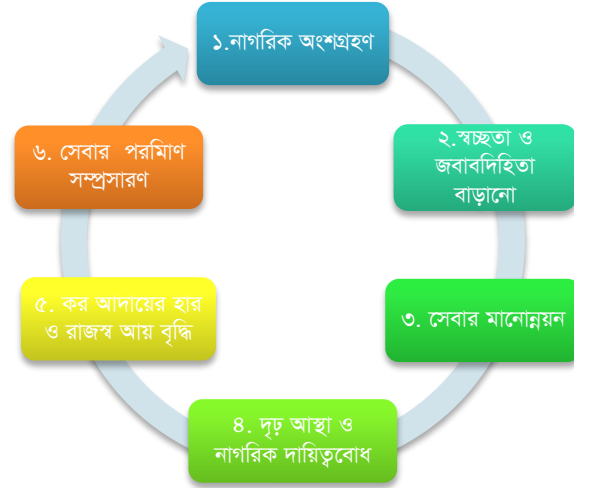 ১.নাগরিক অংশগ্রহণ
২.স্বচ্ছতা ও
জবাবদিহিতা
বাড়ানো
৩. সেবার মানোন্নয়ন
৪. দৃঢ় আস্থা ও
নাগরিক দায়িত্ববোধ
৫. কর আদায়ের হার
ও রাজস্ব আয় বৃদ্ধি
৬. সেবার পরমিাণ
সম্প্রসারণ